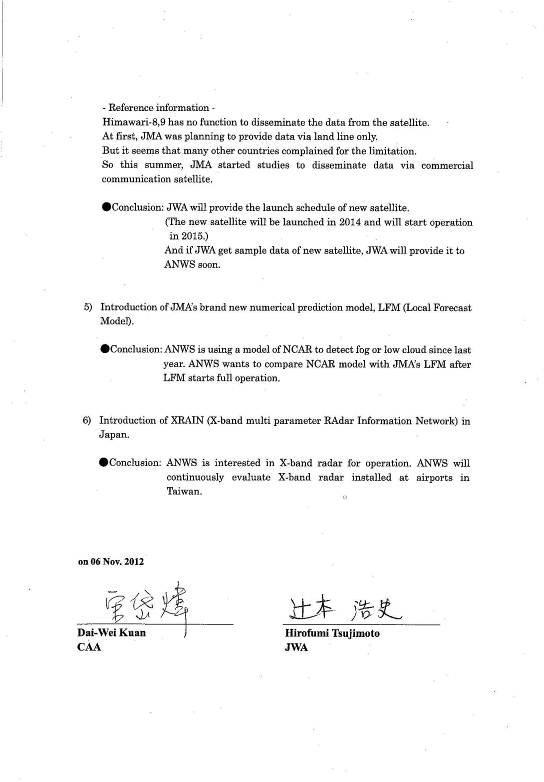 - Reference information -
Himawari-8,9 has no function to disseminate the data from the satellite.
At first, JMA was planning to provide data via land line only.
But it seems that many other countries complained for the limitation.
So this summer, JMA started studies to disseminate data via commercial
communication satellite.
●Conclusion: JWA will provide the launch schedule of new satellite.
(The new satellite will be launched in 2014 and will start operation
in 2015.)
And if JWA get sample data of new satellite, JWA will provide it to
ANWS soon.
5) Introduction of JMA's brand new numerical prediction model, LFM (Local Forecast
Model).
●Conclusion: ANWS is using a model of NCAR to detect fog or low cloud since last
year. ANWS wants to compare NCAR model with JMA's LFM after
LFM starts full operation.
6) Introduction of XRAIN (X-band multi parameter RAdar Information Network) in
Japan.
●Conclusion: ANWS is interested in X-band radar for operation. ANWS will
continuously evaluate X-band radar installed at airports in
Taiwan.
on 06 Nov. 2012
辻本 浩史
Dai-Wei Kuan
CAA
Hirofumi Tsujimoto
JWA